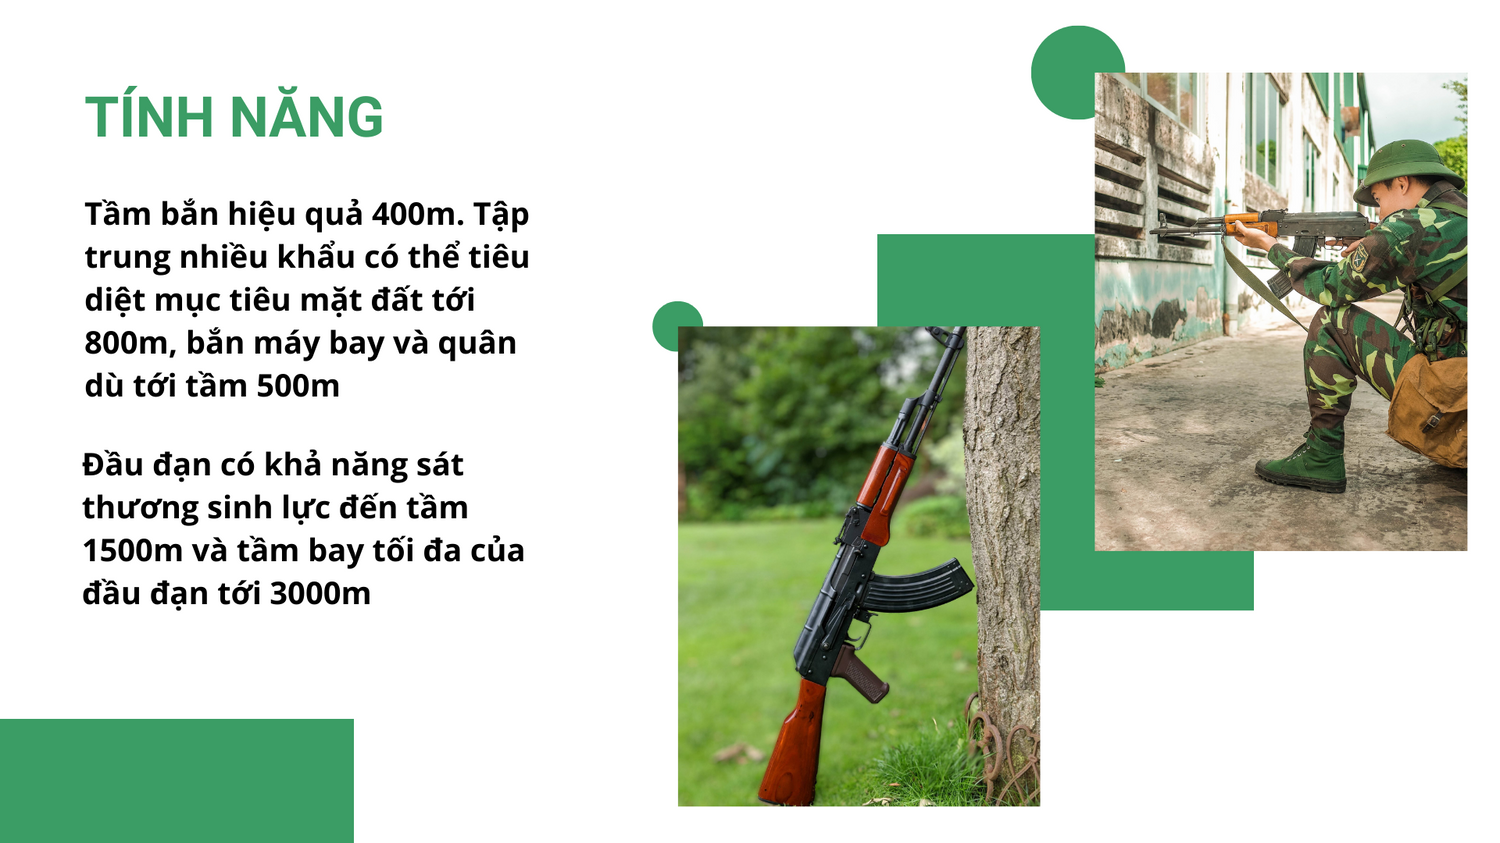 TÍNH NĂNG
Tầm bắn hiệu quả 400m. Tập
trung nhiều khẩu có thể tiêu
diệt mục tiêu mặt đất tới
800m, bắn máy bay và quân
dù tới tầm 500m
Đầu đạn có khả năng sát
thương sinh lực đến tầm
1500m và tầm bay tối đa của
đầu đạn tới 3000m